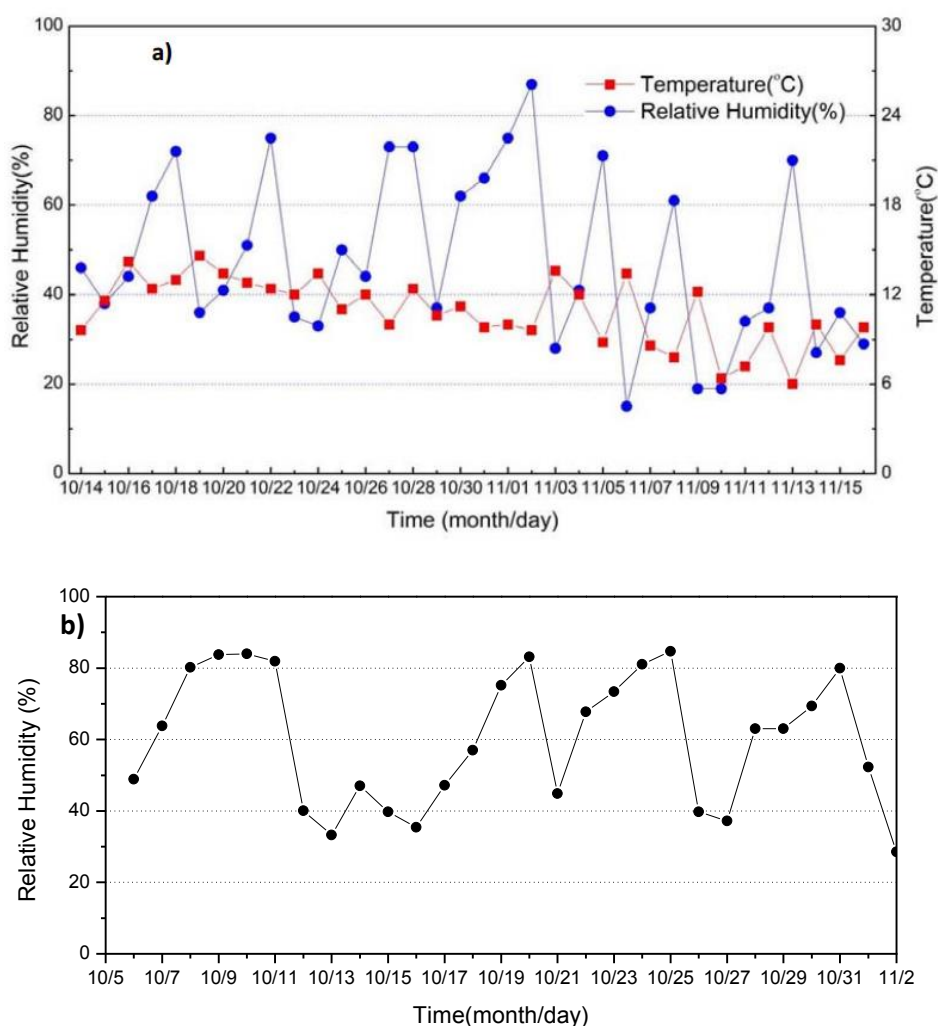 a)
100
80
60
40
20
0
Relative Humidity(%)
30
24
18
12
6
0
Temperature(°C)
Temperature(°C)
Relative Humidity(%)
10/14 10/16 10/18 10/20 10/22 10/24 10/26 10/28 10/30 11/01 11/03 11/05 11/07 11/09 11/11 11/13 11/15
Time (month/day)
b)
100
80
60
40
20
0
Relative Humidity (%)
10/5 10/7 10/9 10/11 10/13 10/15 10/17 10/19 10/21 10/23 10/25 10/27 10/29 10/31 11/2
Time(month/day)